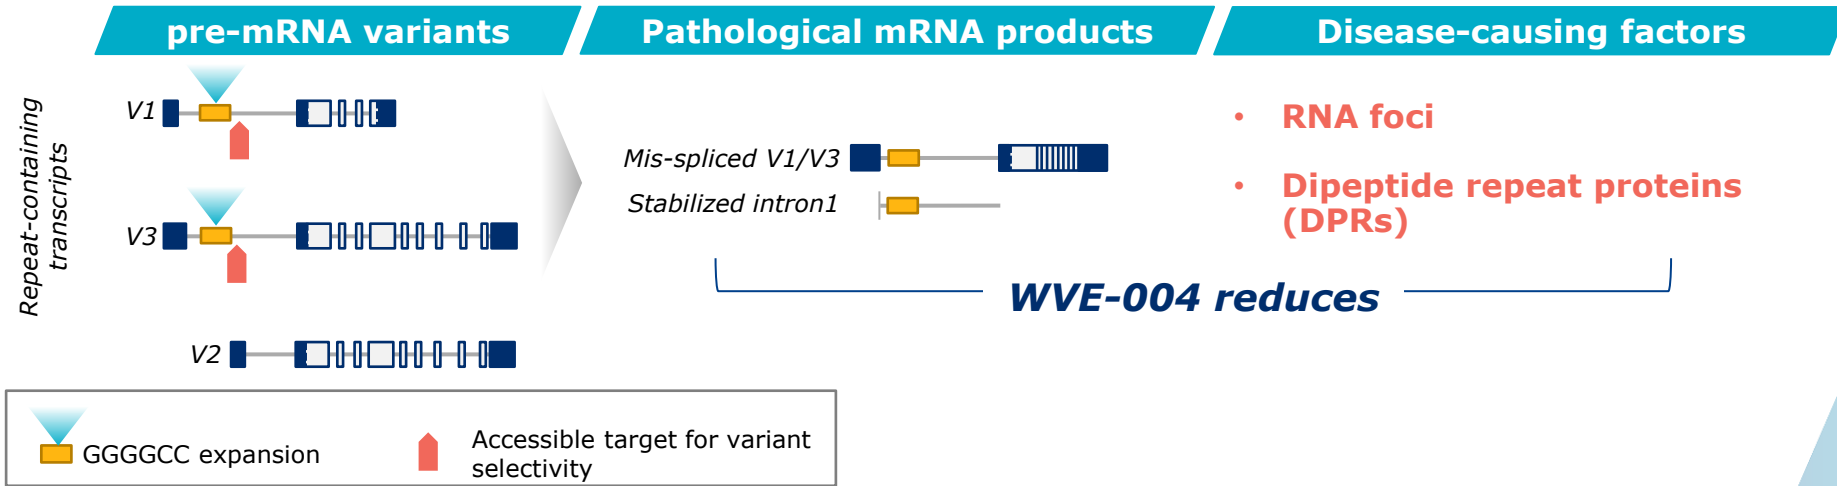 pre-mRNA variants
Pathological mRNA products
Disease-causing factors
Repeat-containing
transcripts
V1
V3
V2
Mis-spliced V1/V3
Stabilized intron1
• RNA foci
• Dipeptide repeat proteins
(DPRs)
WVE-004 reduces
GGGGCC expansion
Accessible target for variant
selectivity